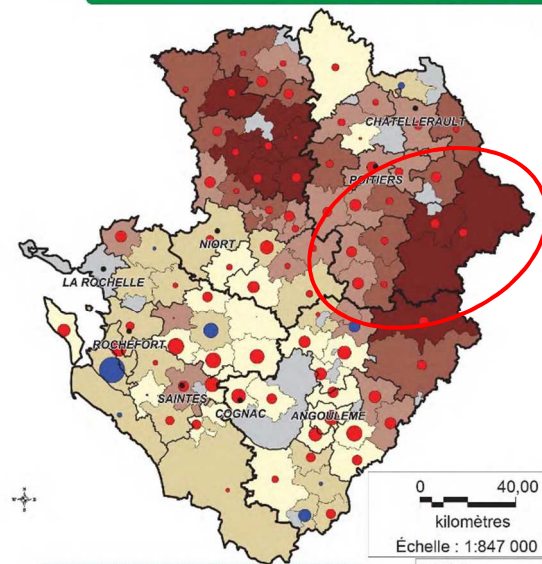 CHATELLERAULT
POITIERS
NIORT
LA ROCHELLE
ROCHEFORT
SAINTES
COGNAC
ANGOULEME
0 40,00
kilomètres
Échelle : 1:847 000